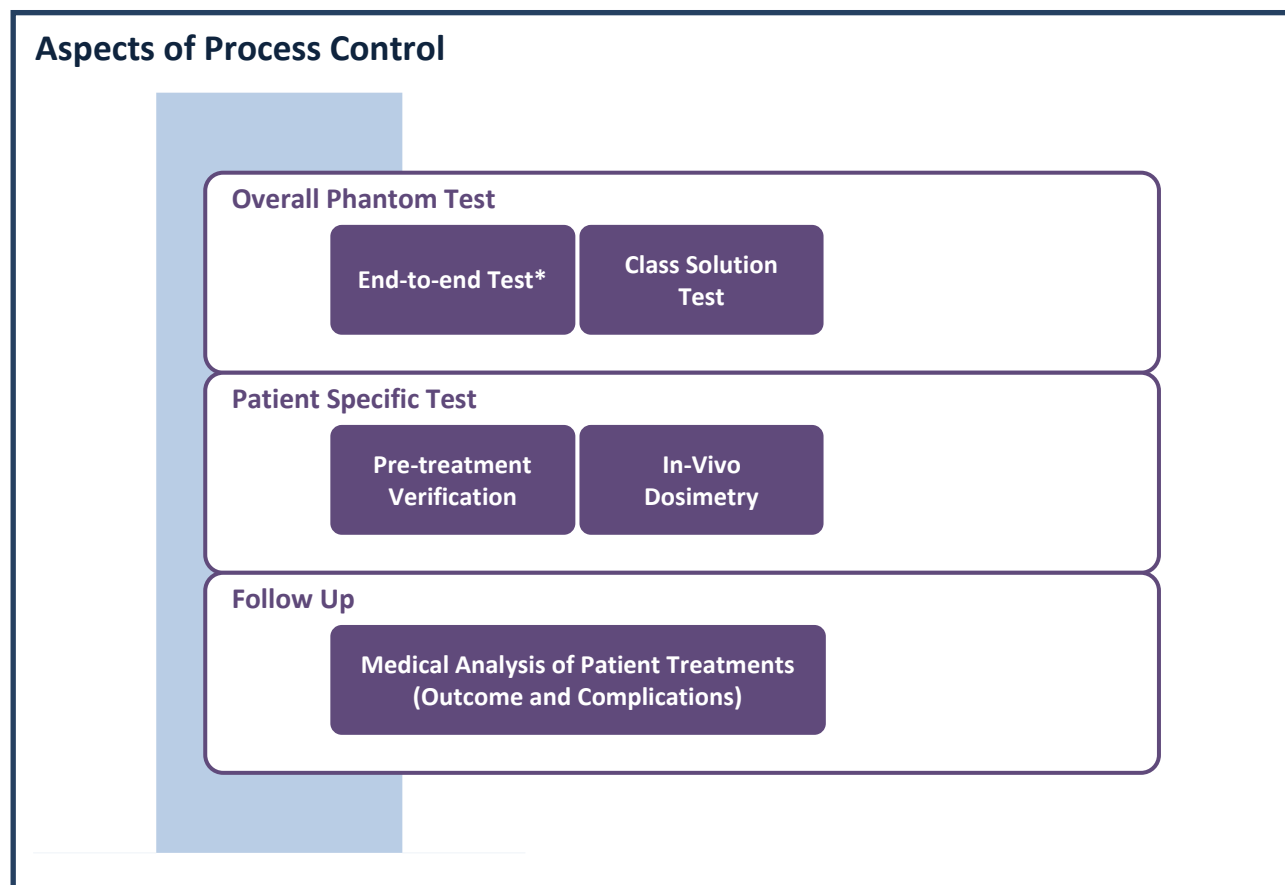 Aspects of Process Control
Overall Phantom Test
End-to-end Test*
Class Solution
Test
Patient Specific Test
Pre-treatment
Verification
In-Vivo
Dosimetry
Follow Up
Medical Analysis of Patient Treatments
(Outcome and Complications)